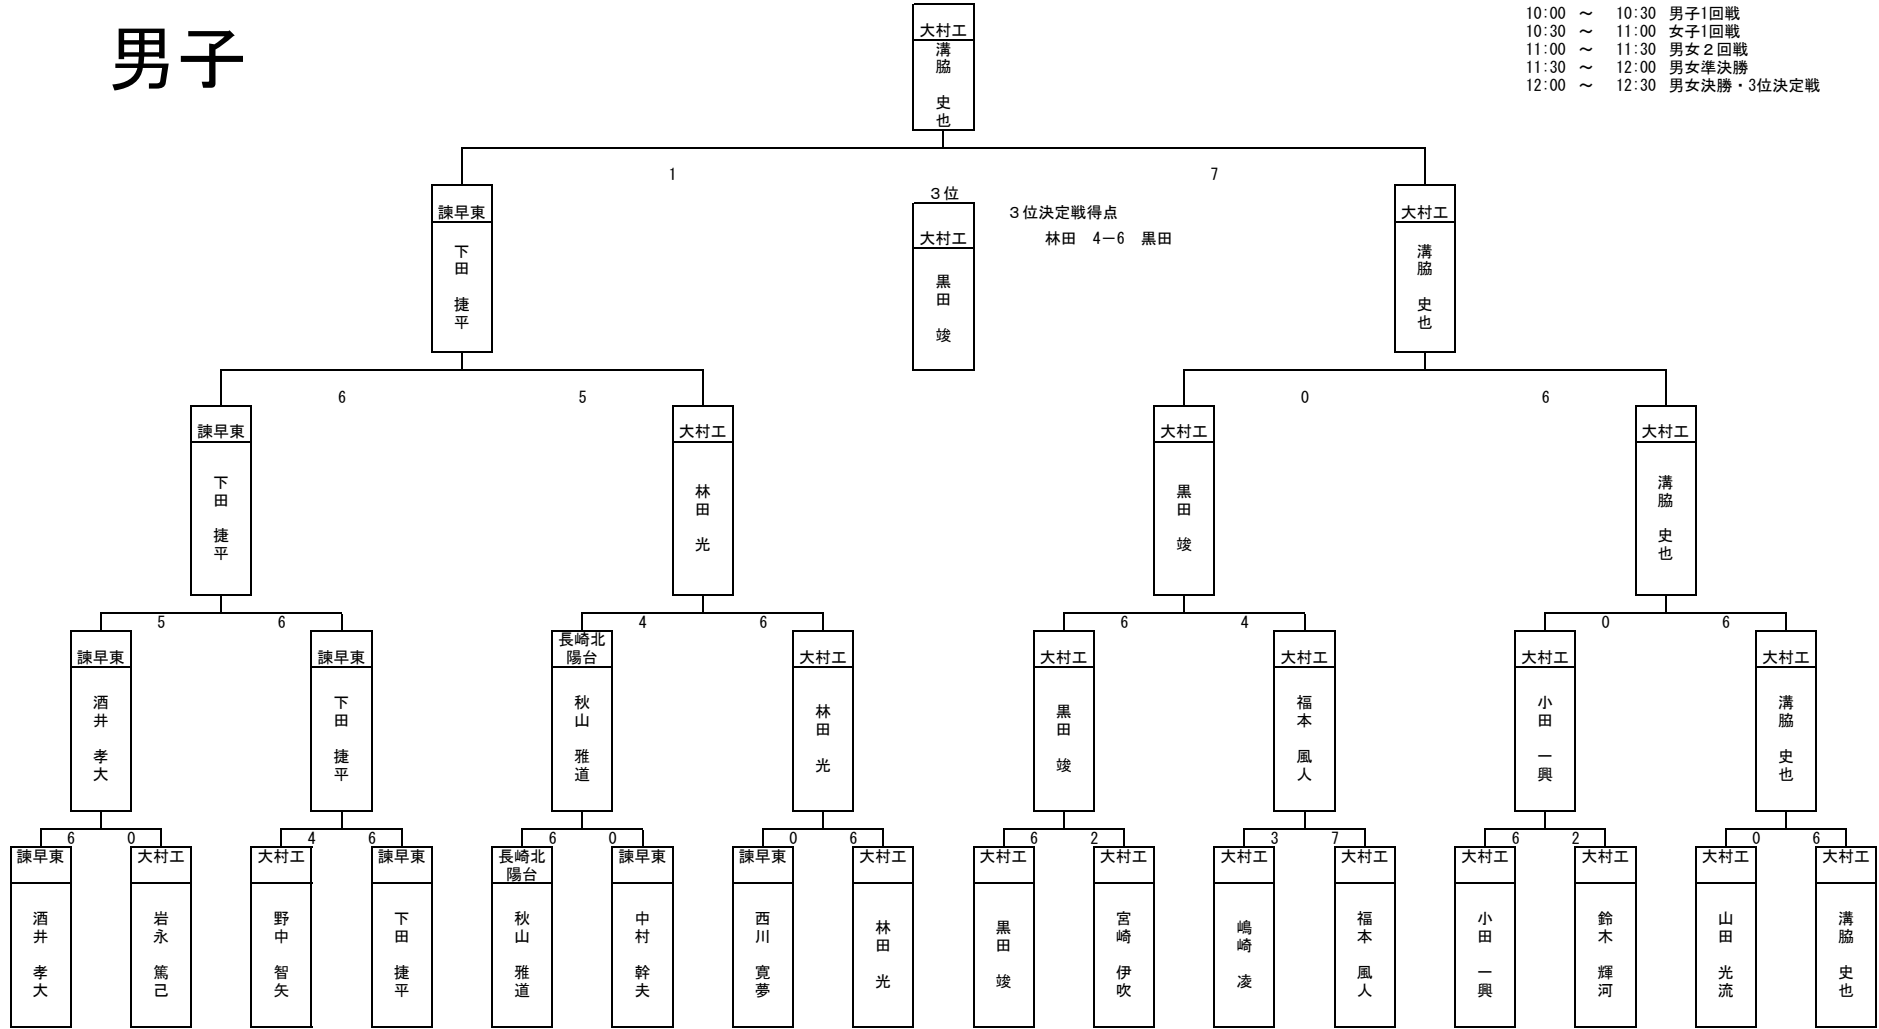 男子
10:00 ～ 10:30 男子1回戦
10:30 ～ 11:00 女子1回戦
11:00 ～ 11:30 男女２回戦
11:30 ～ 12:00 男女準決勝
12:00 ～ 12:30 男女決勝・3位決定戦
大村工
溝脇 史也
1 7
３位
大村工
黒田 竣
３位決定戦得点
林田 4－6 黒田
諫早東
下田 捷平
大村工
溝脇 史也
6 5 0 6
諫早東
下田 捷平
大村工
林田 光
大村工
黒田 竣
大村工
溝脇 史也
5 6 4 6 6 4 0 6
諫早東
酒井 孝大
諫早東
下田 捷平
長崎北
陽台
秋山 雅道
大村工
林田 光
大村工
黒田 竣
大村工
福本 風人
大村工
小田 一興
大村工
溝脇 史也
6 0 4 6 6 0 0 6 6 2 3 7 6 2 0 6
諫早東
酒井 孝大
大村工
岩永 篤己
大村工
野中 智矢
諫早東
下田 捷平
長崎北
陽台
秋山 雅道
諫早東
中村 幹夫
諫早東
西川 寛夢
大村工
林田 光
大村工
黒田 竣
大村工
宮崎 伊吹
大村工
嶋崎 凌
大村工
福本 風人
大村工
小田 一興
大村工
鈴木 輝河
大村工
山田 光流
大村工
溝脇 史也